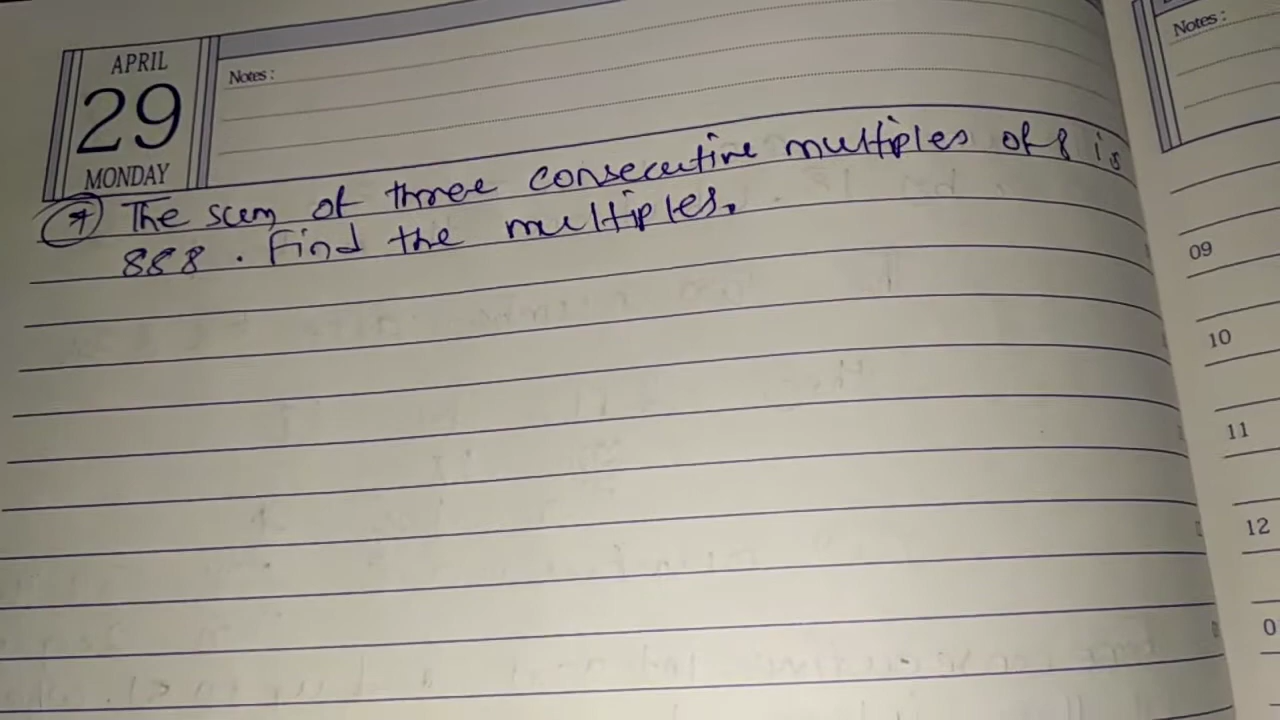 APRIL
29
MONDAY
Notes :
Notes :
7 The sum of three consecutive multiples of 8 is
888. Find the multiples.
09
10
11
12
0